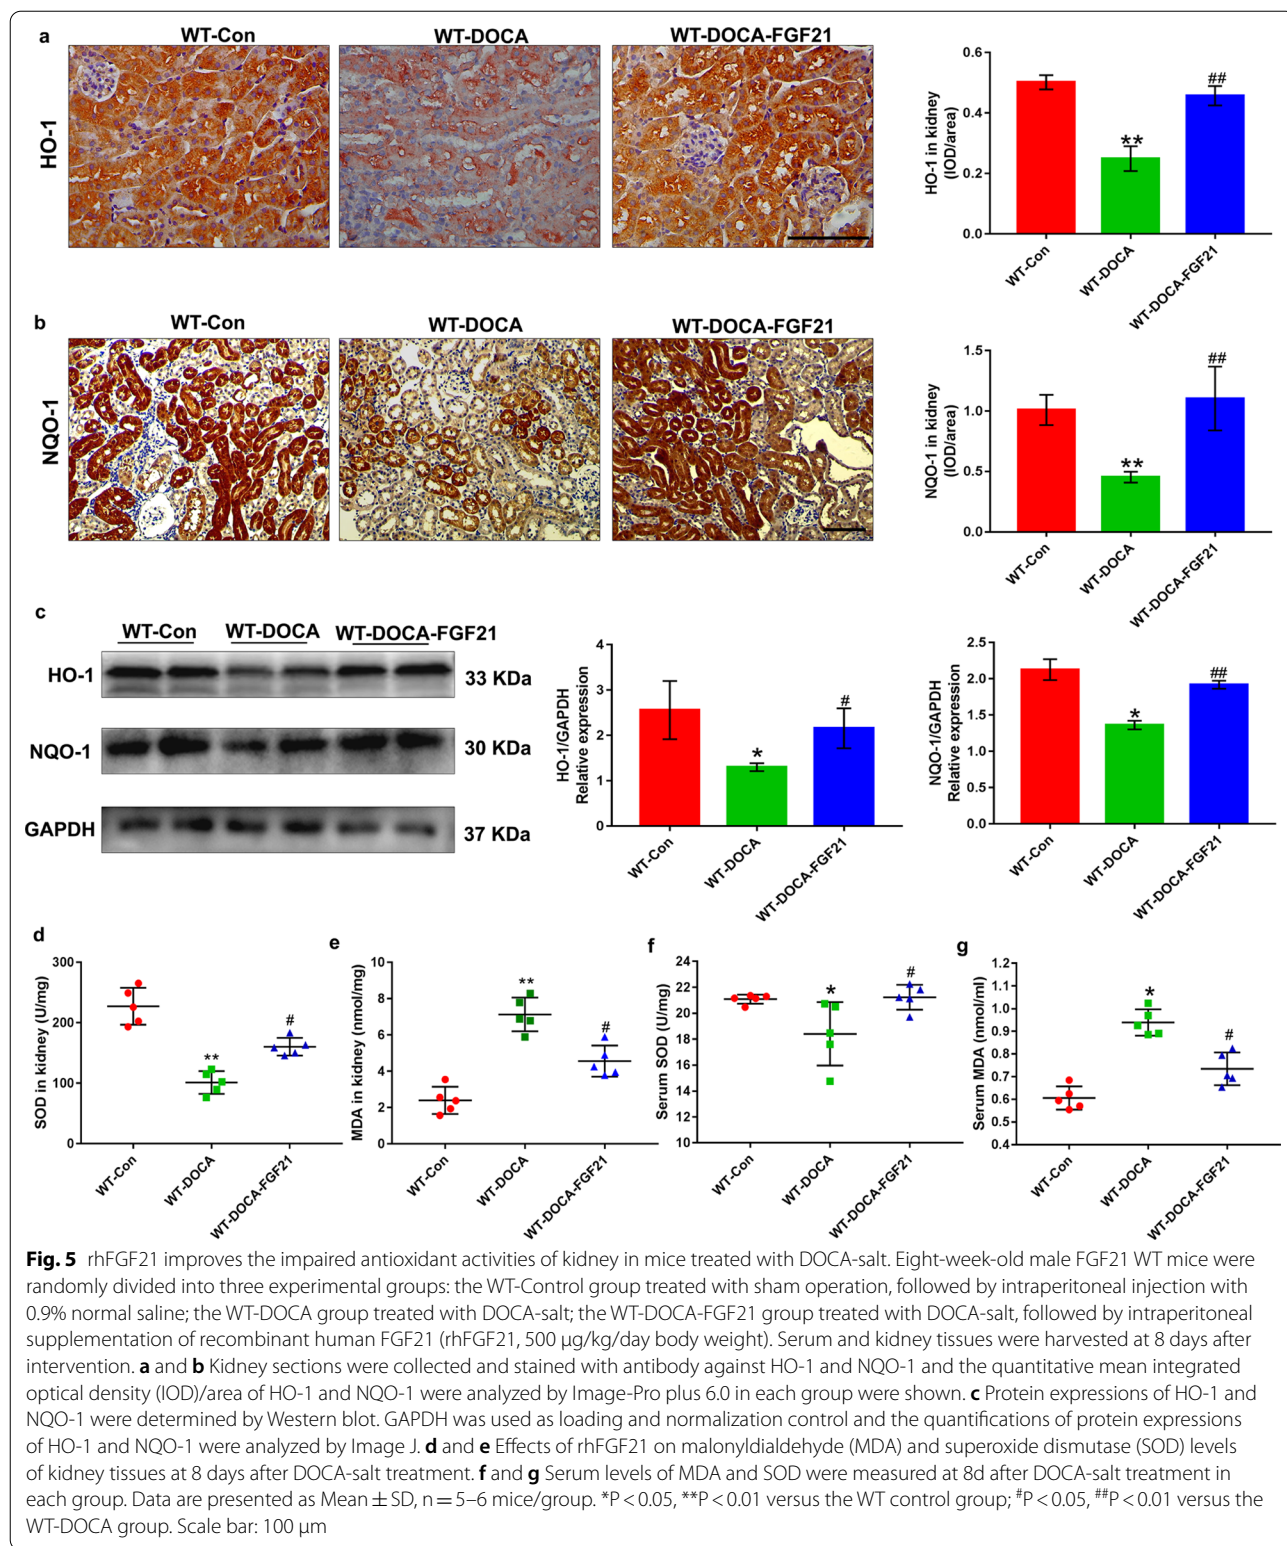 a
WT-Con
WT-DOCA
WT-DOCA-FGF21
HO-1
HO-1 in kidney
(IOD/area)
0.6
0.4
0.2
0.0
**
##
WT-Con
WT-DOCA
WT-DOCA-FGF21
b
WT-Con
WT-DOCA
WT-DOCA-FGF21
NQO-1
NQO-1 in kidney
(IOD/area)
1.5
1.0
0.5
0.0
**
##
WT-Con
WT-DOCA
WT-DOCA-FGF21
c
WT-Con
WT-DOCA
WT-DOCA-FGF21
HO-1
33 KDa
NQO-1
30 KDa
GAPDH
37 KDa
HO-1/GAPDH
Relative expression
4
3
2
1
0
*
#
WT-Con
WT-DOCA
WT-DOCA-FGF21
NQO-1/GAPDH
Relative expression
2.5
2.0
1.5
1.0
0.5
0.0
*
##
WT-Con
WT-DOCA
WT-DOCA-FGF21
d
SOD in kidney (U/mg)
300
200
100
0
**
#
WT-Con
WT-DOCA
WT-DOCA-FGF21
e
MDA in kidney (nmol/mg)
10
8
6
4
2
0
**
#
WT-Con
WT-DOCA
WT-DOCA-FGF21
f
Serum SOD (U/mg)
24
22
20
18
16
14
12
10
*
#
WT-Con
WT-DOCA
WT-DOCA-FGF21
g
Serum MDA (nmol/ml)
1.2
1.1
1.0
0.9
0.8
0.7
0.6
0.5
0.4
*
#
WT-Con
WT-DOCA
WT-DOCA-FGF21
Fig. 5 rhFGF21 improves the impaired antioxidant activities of kidney in mice treated with DOCA-salt. Eight-week-old male FGF21 WT mice were
randomly divided into three experimental groups: the WT-Control group treated with sham operation, followed by intraperitoneal injection with
0.9% normal saline; the WT-DOCA group treated with DOCA-salt; the WT-DOCA-FGF21 group treated with DOCA-salt, followed by intraperitoneal
supplementation of recombinant human FGF21 (rhFGF21, 500 μg/kg/day body weight). Serum and kidney tissues were harvested at 8 days after
intervention. a and b Kidney sections were collected and stained with antibody against HO-1 and NQO-1 and the quantitative mean integrated
optical density (IOD)/area of HO-1 and NQO-1 were analyzed by Image-Pro plus 6.0 in each group were shown. c Protein expressions of HO-1 and
NQO-1 were determined by Western blot. GAPDH was used as loading and normalization control and the quantifications of protein expressions
of HO-1 and NQO-1 were analyzed by Image J. d and e Effects of rhFGF21 on malonyldialdehyde (MDA) and superoxide dismutase (SOD) levels
of kidney tissues at 8 days after DOCA-salt treatment. f and g Serum levels of MDA and SOD were measured at 8d after DOCA-salt treatment in
each group. Data are presented as Mean ± SD, n = 5–6 mice/group. *P < 0.05, **P < 0.01 versus the WT control group; #P < 0.05, ##P < 0.01 versus the
WT-DOCA group. Scale bar: 100 μm